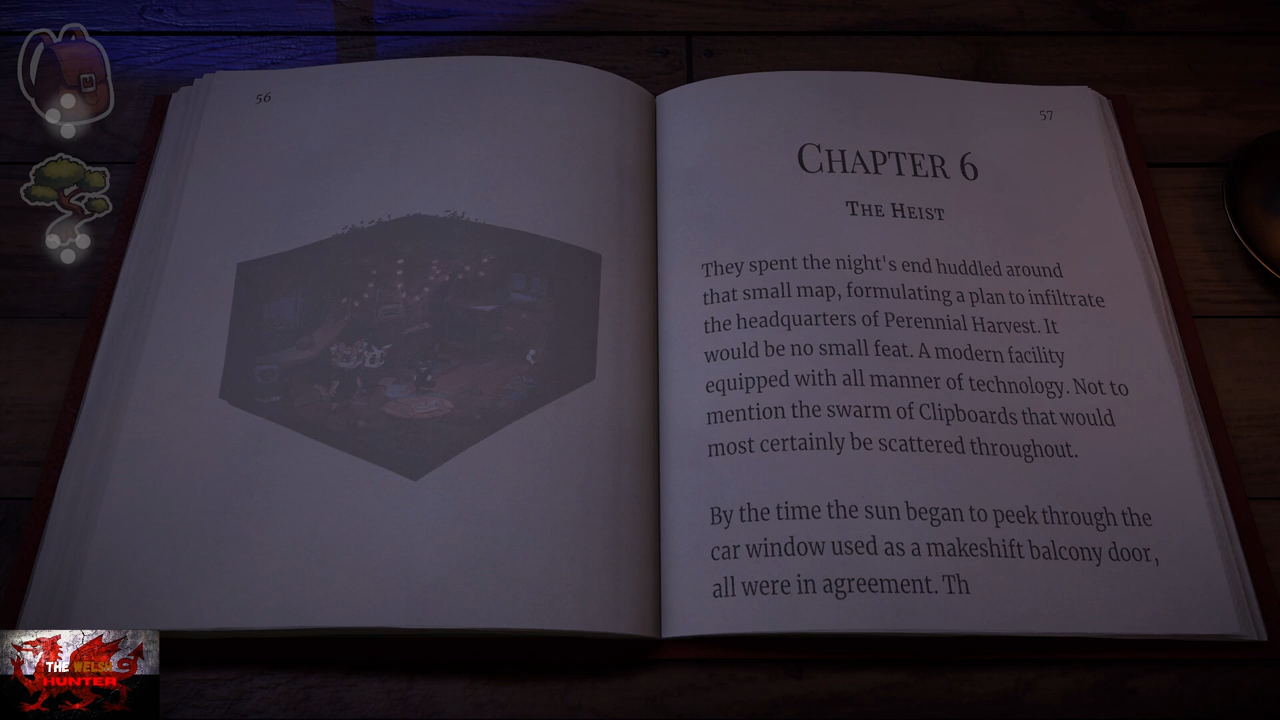 56
57
Chapter 6
The Heist
They spent the night's end huddled around
that small map, formulating a plan to infiltrate
the headquarters of Perennial Harvest. It
would be no small feat. A modern facility
equipped with all manner of technology. Not to
mention the swarm of Clipboards that would
most certainly be scattered throughout.
By the time the sun began to peek through the
car window used as a makeshift balcony door,
all were in agreement. Th
THE WELSH
HUNTER